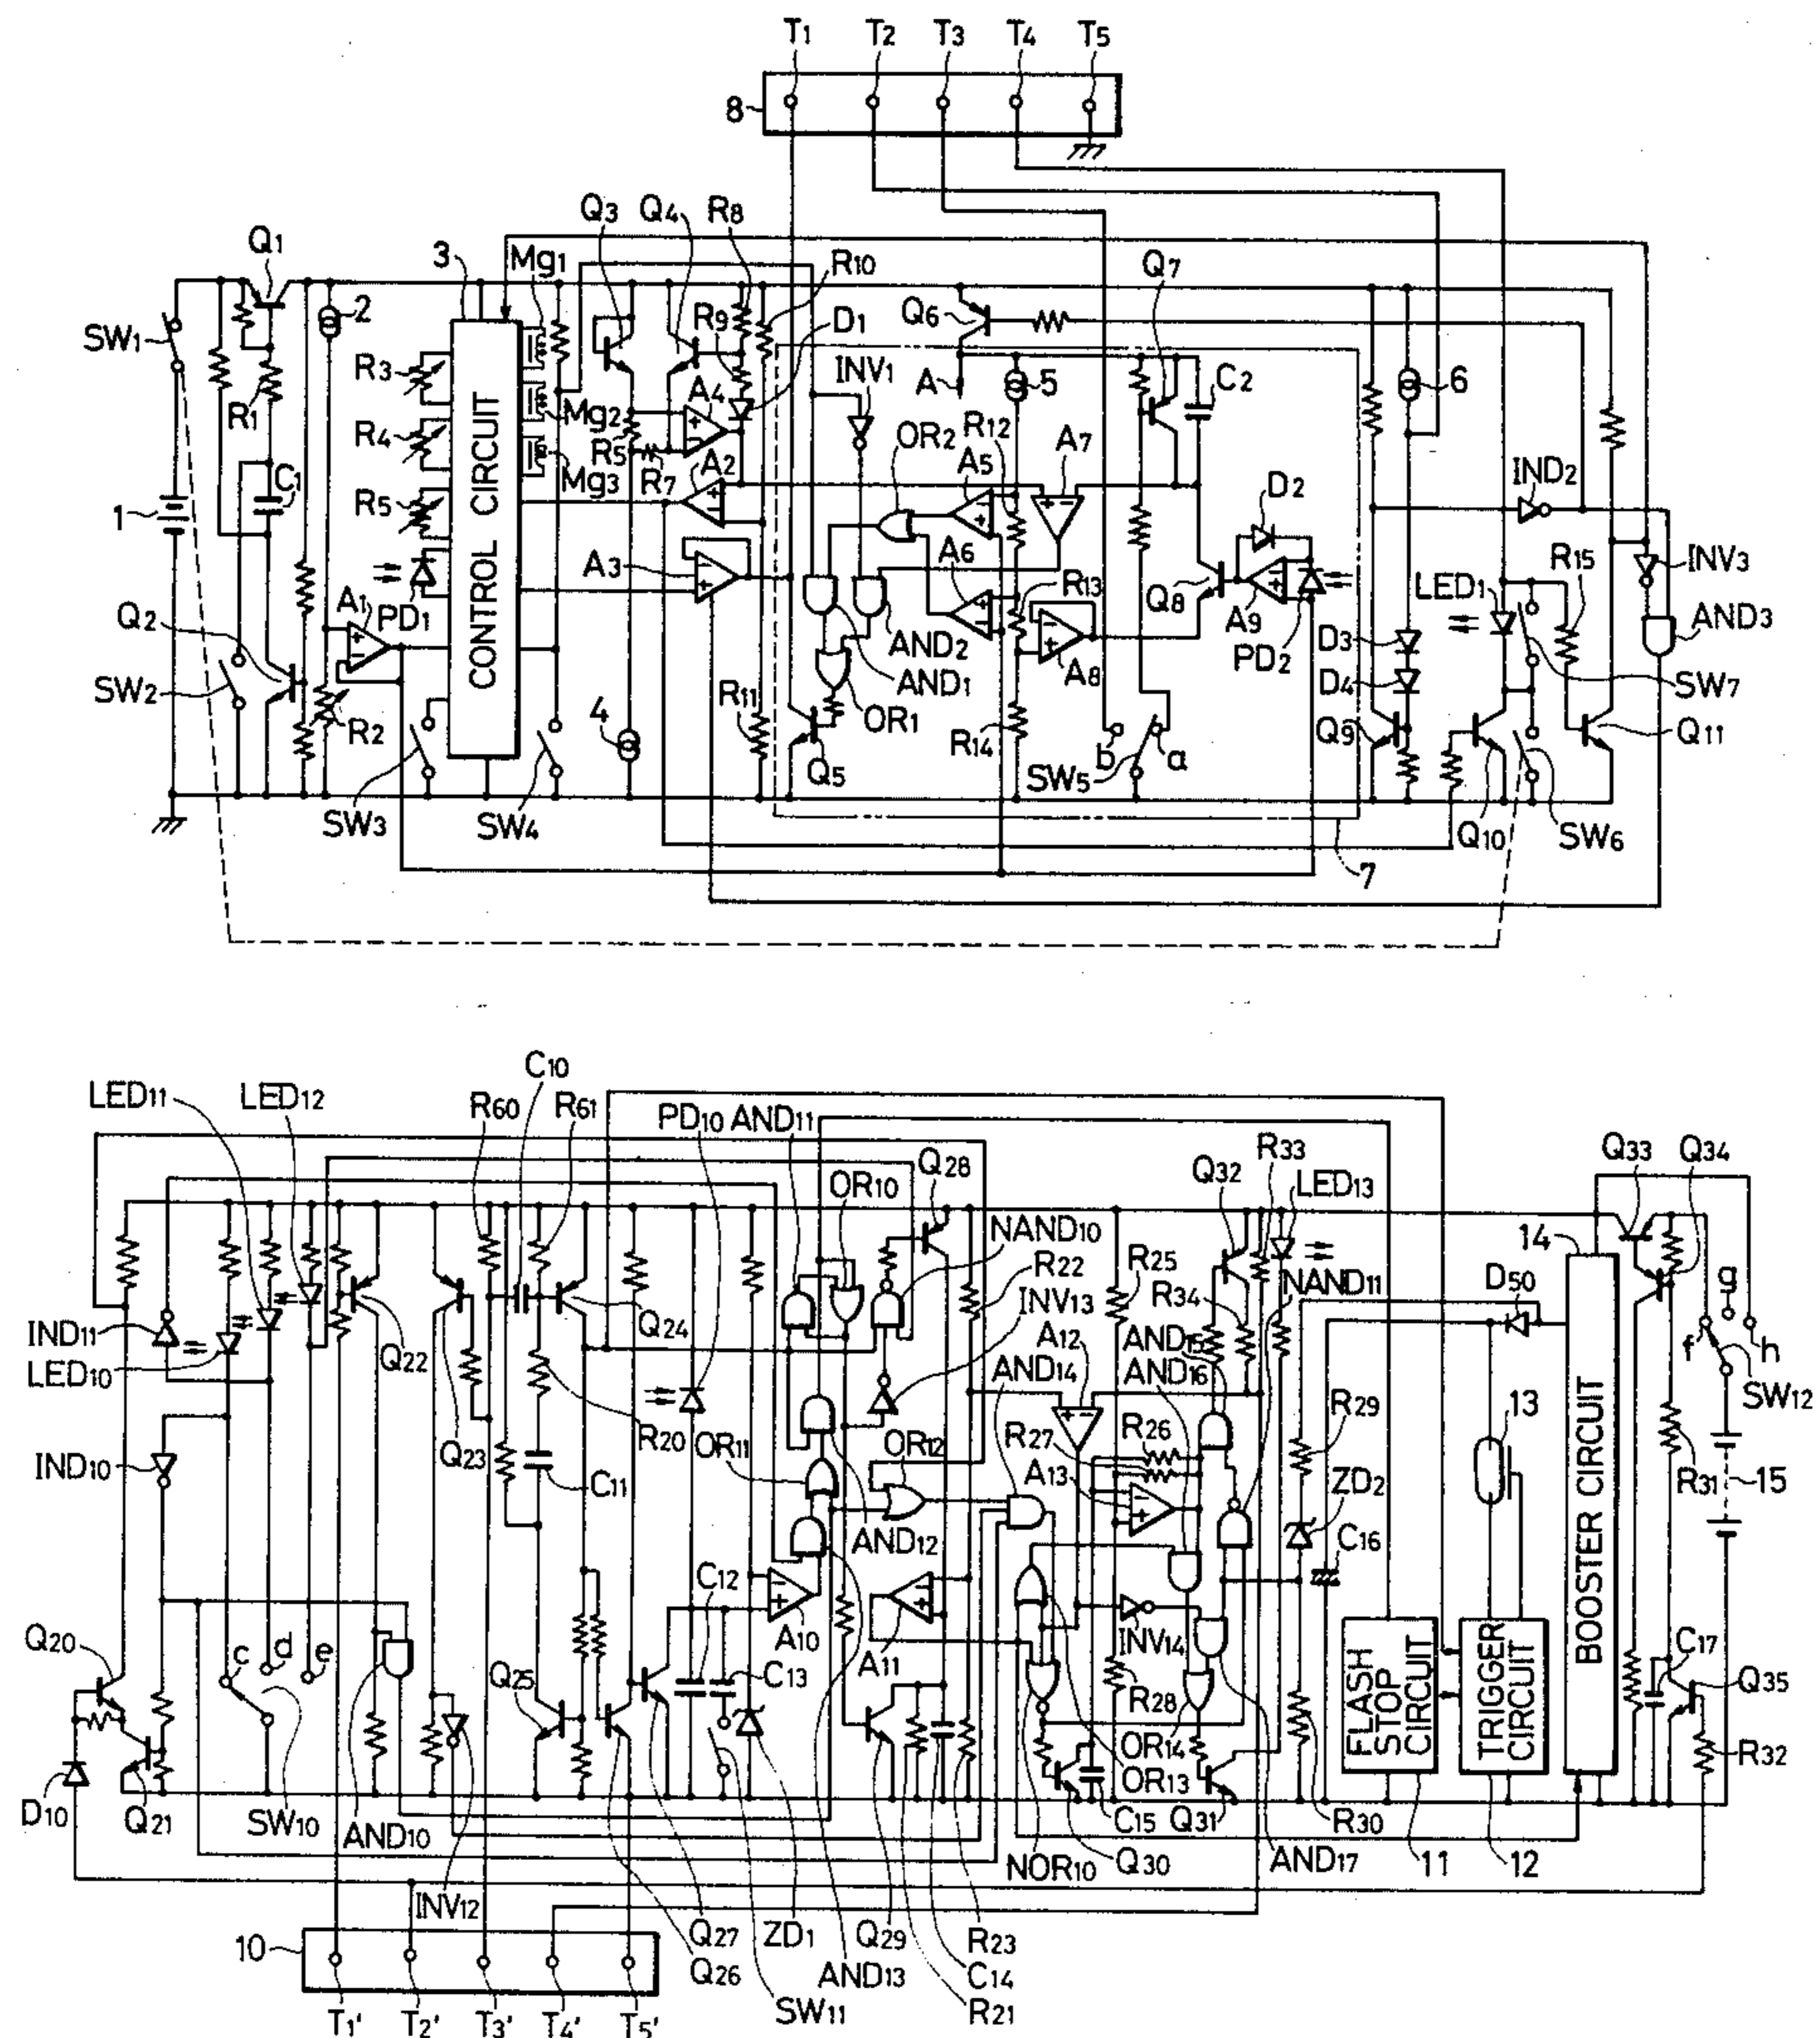 T1 T2 T3 T4 T5
8
Q3 Q4 R8
Q1 3 Mg1 R10 Q7
2 Q6
SW1 R9 D1
R3 INV1 A 5 C2 6
A4
R1 Mg2 OR2 R12 A7
R4 CONTROL CIRCUIT Mg3 R5 R7 A2 A5 D2 IND2
C1
1 R5 A6 R15 INV3
A3 R13 LED1
A1 PD1 Q8 A9 AND3
Q2 AND2 PD2 D3
A8
SW2 AND1 D4 SW7
R11 OR1
R2 4 R14 b a Q9 Q11
SW5
Q5
SW3 SW4 Q10 SW6
7
C10
LED11 LED12 R60 R61 PD10 AND11 R33
Q28 Q32 Q33 Q34
OR10 LED13
NAND10 14
R25
R22 NAND11 D50 g
INV13 R34
IND11 Q24 A12 AND15 f h
LED10 Q22 AND14 AND16 SW12
R29 13
R26
Q23 R20 OR11 OR12 R27
IND10 A13 ZD2 R31
C11 15
AND12 C16 BOOSTER CIRCUIT
C12
Q20 c d e A10 A11 INV14 C17
Q25 C13 R28 Q35
FLASH STOP CIRCUIT
TRIGGER CIRCUIT
OR14 R32
OR13
D10 Q21 SW10 AND10 C15 Q31 R30
NOR10 Q30 AND17 11 12
INV12
10 Q27 ZD1 Q29 R23
Q26 AND13 C14
SW11 R21
T1' T2' T3' T4' T5'